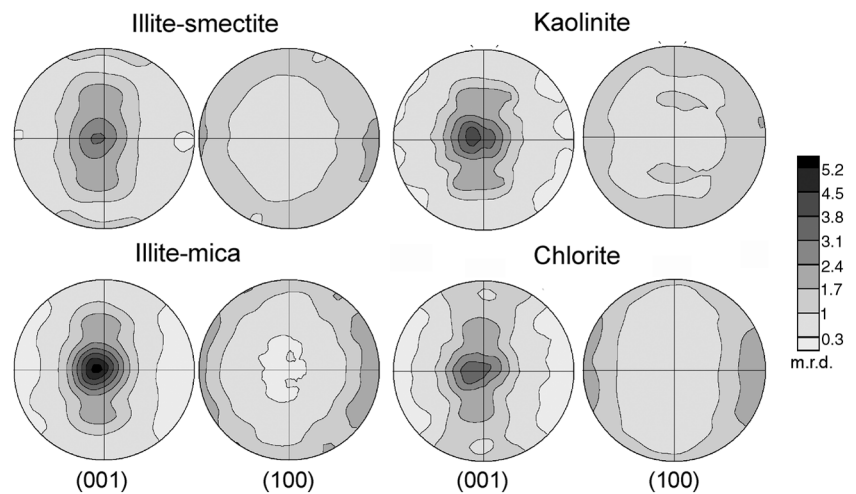 Illite-smectite
Kaolinite
5.2
4.5
3.8
3.1
2.4
1.7
1
0.3
m.r.d.
Illite-mica
Chlorite
(001)
(100)
(001)
(100)